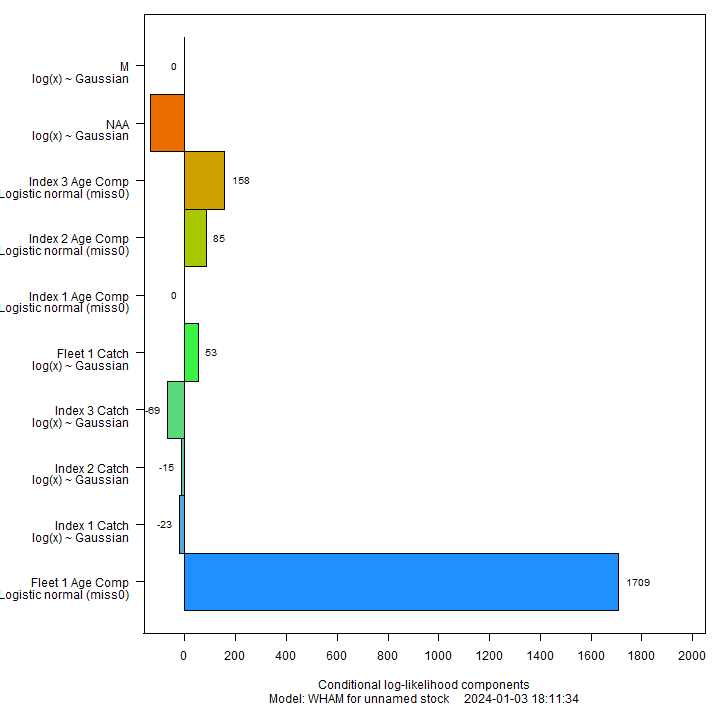 M
log(x) ~ Gaussian
0
NAA
log(x) ~ Gaussian
Index 3 Age Comp
Logistic normal (miss0)
158
Index 2 Age Comp
Logistic normal (miss0)
85
Index 1 Age Comp
Logistic normal (miss0)
0
Fleet 1 Catch
log(x) ~ Gaussian
53
Index 3 Catch
log(x) ~ Gaussian
-69
Index 2 Catch
log(x) ~ Gaussian
-15
Index 1 Catch
log(x) ~ Gaussian
-23
Fleet 1 Age Comp
Logistic normal (miss0)
1709
0 200 400 600 800 1000 1200 1400 1600 1800 2000
Conditional log-likelihood components
Model: WHAM for unnamed stock 2024-01-03 18:11:34